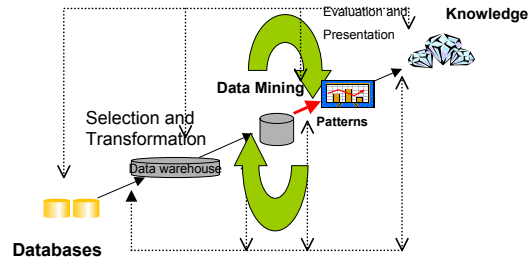 Evaluation and
Presentation
Knowledge
Data Mining
Patterns
Selection and
Transformation
Data warehouse
Databases